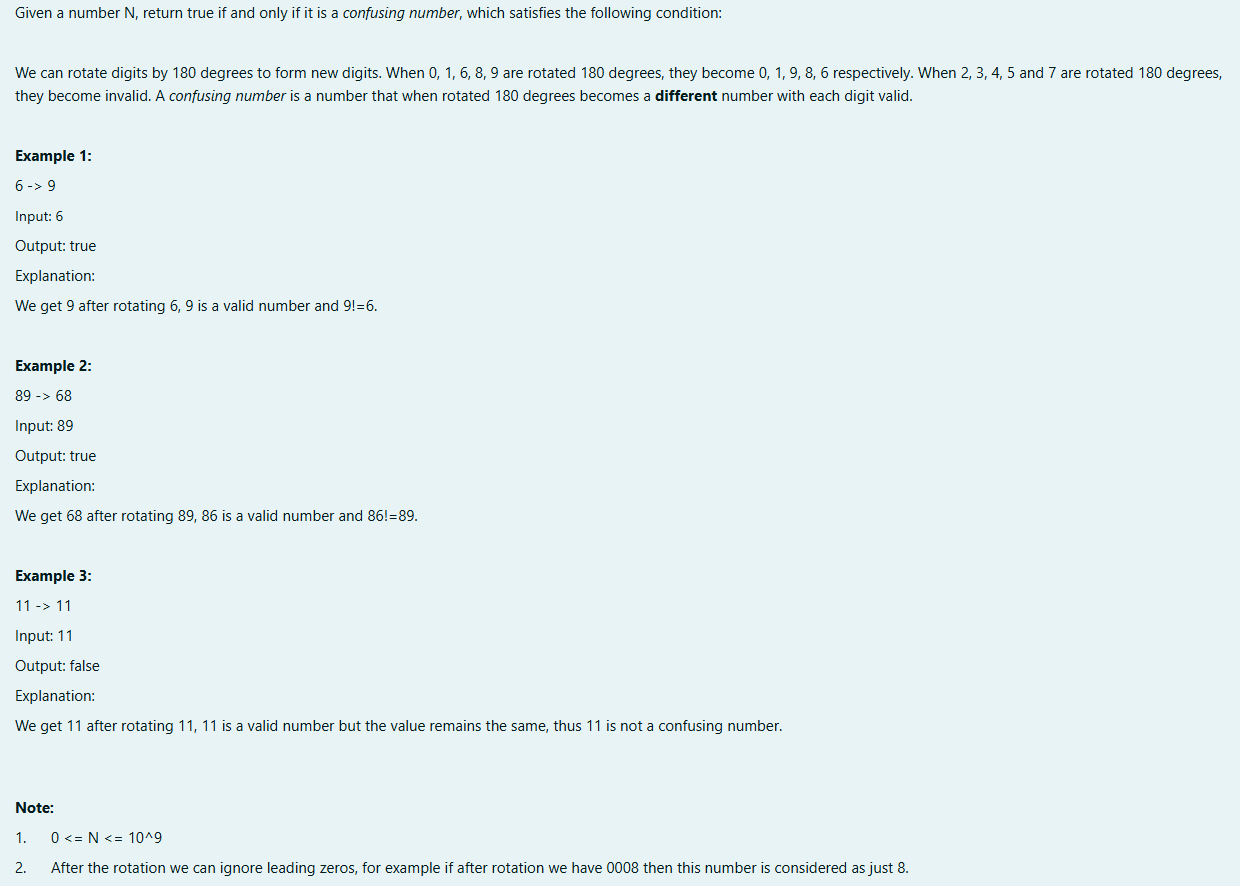 Given a number N, return true if and only if it is a confusing number, which satisfies the following condition:
We can rotate digits by 180 degrees to form new digits. When 0, 1, 6, 8, 9 are rotated 180 degrees, they become 0, 1, 9, 8, 6 respectively. When 2, 3, 4, 5 and 7 are rotated 180 degrees,
they become invalid. A confusing number is a number that when rotated 180 degrees becomes a different number with each digit valid.
Example 1:
6 -> 9
Input: 6
Output: true
Explanation:
We get 9 after rotating 6, 9 is a valid number and 9!=6.
Example 2:
89 -> 68
Input: 89
Output: true
Explanation:
We get 68 after rotating 89, 86 is a valid number and 86!=89.
Example 3:
11 -> 11
Input: 11
Output: false
Explanation:
We get 11 after rotating 11, 11 is a valid number but the value remains the same, thus 11 is not a confusing number.
Note:
1. 0 <= N <= 10^9
2. After the rotation we can ignore leading zeros, for example if after rotation we have 0008 then this number is considered as just 8.